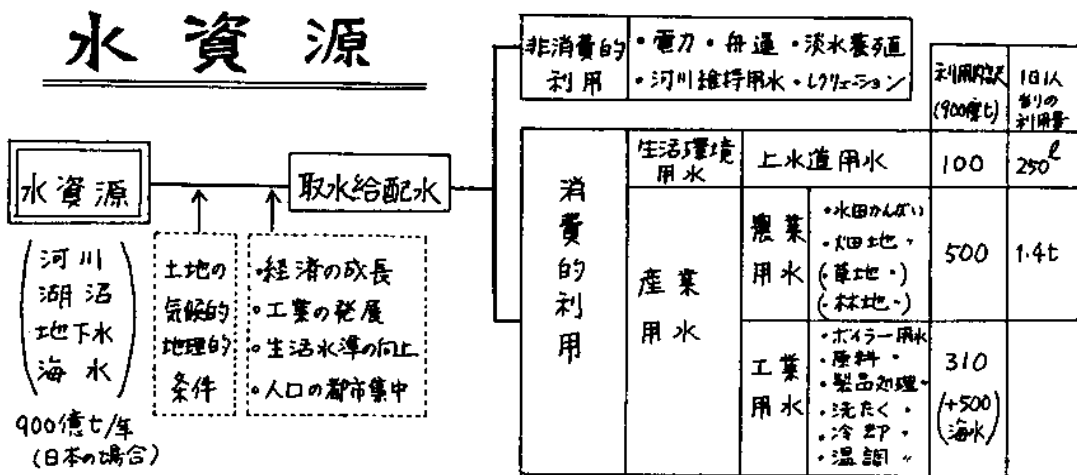 水資源
水資源
(河川
湖沼
地下水
海水)
900億t/年
(日本の場合)
土地の
気候的
地理的
条件
・経済の成長
・工業の発展
・生活水準の向上
・人口の都市集中
取水給配水
非消費的
利用
・電力・舟運・淡水養殖
・河川維持用水・レクリェーション
利用内訳
(900億t)
1日1人
当りの
利用量
消費的利用
生活環境
用水
上水道用水
100
250l
産業
用水
農業
用水
・水田かんがい
・畑地〃
(・草地〃)
(・林地〃)
500
1.4t
工業
用水
・ボイラー用水
・原料〃
・製品処理〃
・洗たく〃
・冷却〃
・温調〃
310
(+500
海水)